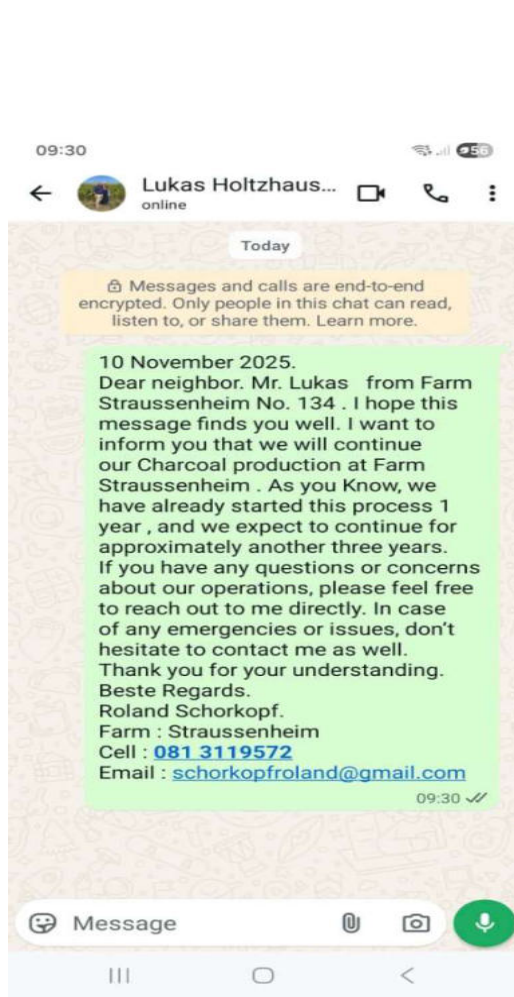 09:30
56
Lukas Holtzhaus...
online
Today
Messages and calls are end-to-end
encrypted. Only people in this chat can read,
listen to, or share them. Learn more.
10 November 2025.
Dear neighbor. Mr. Lukas from Farm
Straussenheim No. 134 . I hope this
message finds you well. I want to
inform you that we will continue
our Charcoal production at Farm
Straussenheim . As you Know, we
have already started this process 1
year , and we expect to continue for
approximately another three years.
If you have any questions or concerns
about our operations, please feel free
to reach out to me directly. In case
of any emergencies or issues, don't
hesitate to contact me as well.
Thank you for your understanding.
Beste Regards.
Roland Schorkopf.
Farm : Straussenheim
Cell : 081 3119572
Email : schorkopfroland@gmail.com
09:30
Message